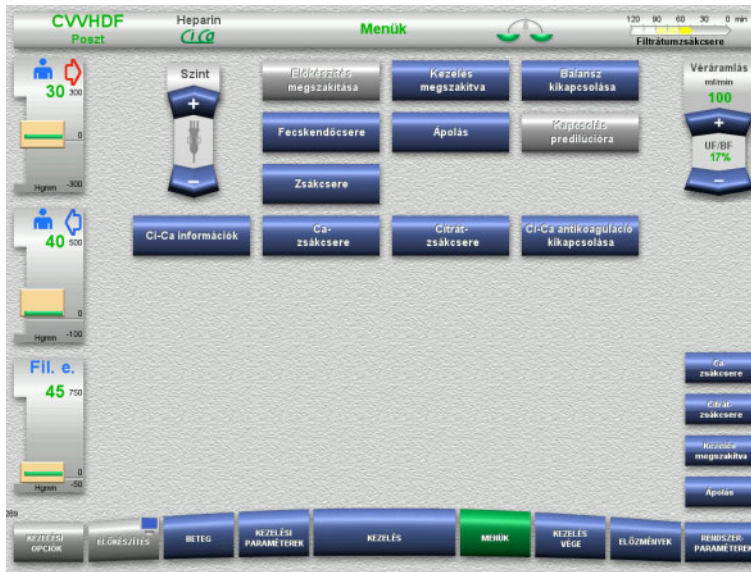 CVVHDF
Poszt
Heparin
Ci Ca
Menük
120 90 60 30 0 min
Filtrátumzsákcsere
30
300
0
Hgmm -300
40
500
0
Hgmm -100
Fil. e.
45 750
0
Hgmm -50
Szint
+
−
Előkészítés
megszakítása
Kezelés
megszakítva
Balansz
kikapcsolása
Fecskendőcsere
Ápolás
Kapcsolás
predilúcióra
Zsákcsere
Ci-Ca információk
Ca-
zsákcsere
Citrát-
zsákcsere
Ci-Ca antikoaguláció
kikapcsolása
Véráramlás
ml/min
100
+
UF/BF
17%
−
Ca-
zsákcsere
Citrát-
zsákcsere
Kezelés
megszakítva
Ápolás
KEZELÉSI
OPCIÓK
ELŐKÉSZÍTÉS
BETEG
KEZELÉSI
PARAMÉTEREK
KEZELÉS
MENÜK
KEZELÉS
VÉGE
ELŐZMÉNYEK
RENDSZER-
PARAMÉTEREK